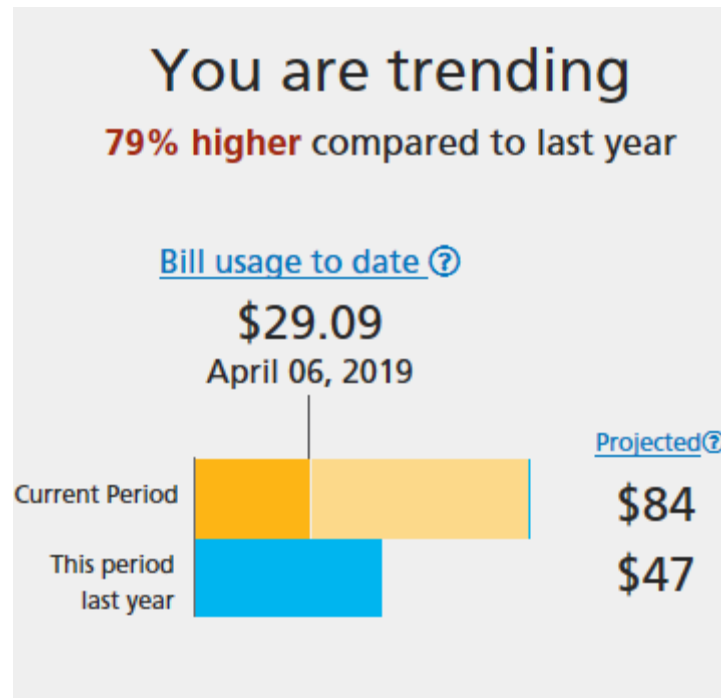 You are trending
79% higher compared to last year
Bill usage to date ?
$29.09
April 06, 2019
Projected ?
Current Period
$84
This period
last year
$47